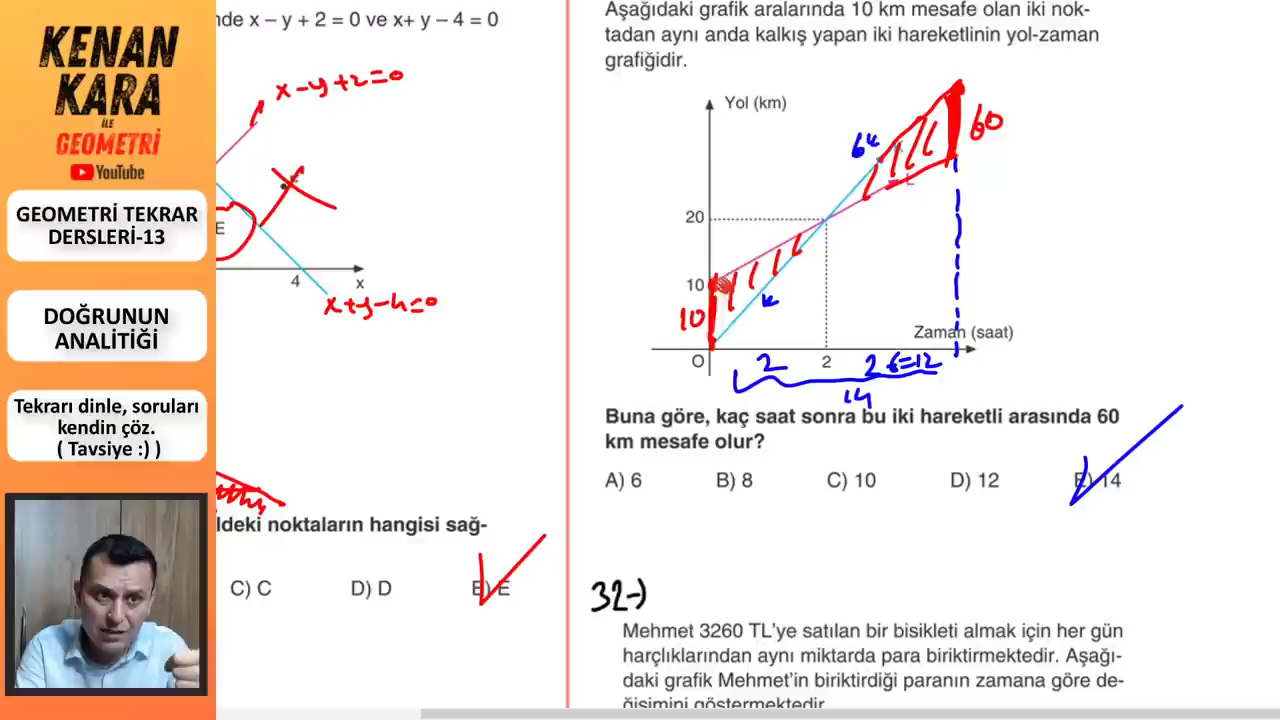 KENAN
KARA
İLE
GEOMETRİ
YouTube
GEOMETRİ TEKRAR
DERSLERİ-13
DOĞRUNUN
ANALİTİĞİ
Tekrarı dinle, soruları
kendin çöz.
( Tavsiye :) )
nde x – y + 2 = 0 ve x+ y – 4 = 0
x-y+2=0
E
4
x
x+y-4=0
ldeki noktaların hangisi sağ-
C) C
D) D
E) E
Aşağıdaki grafik aralarında 10 km mesafe olan iki nok-
tadan aynı anda kalkış yapan iki hareketlinin yol-zaman
grafiğidir.
Yol (km)
60
6k
L
20
10
10
k
Zaman (saat)
O
2
2
2.6=12
14
Buna göre, kaç saat sonra bu iki hareketli arasında 60
km mesafe olur?
A) 6
B) 8
C) 10
D) 12
E) 14
32-)
Mehmet 3260 TL'ye satılan bir bisikleti almak için her gün
harçlıklarından aynı miktarda para biriktirmektedir. Aşağı-
daki grafik Mehmet'in biriktirdiği paranın zamana göre de-
ğişimini göstermektedir.